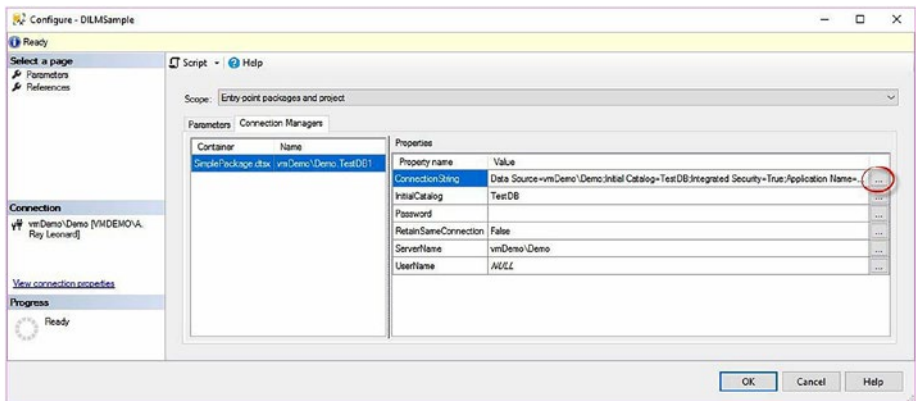 Configure - DILMSample
Ready
Select a page
Parameters
References
Script
Help
Scope: Entry-point packages and project
Parameters Connection Managers
Container Name
SimplePackage.dtsx vmDemo\Demo.TestDB1
Properties
Property name Value
ConnectionString Data Source=vmDemo\Demo;Initial Catalog=TestDB;Integrated Security=True;Application Name=... ...
InitialCatalog TestDB ...
Password ...
RetainSameConnection False ...
ServerName vmDemo\Demo ...
UserName NULL ...
Connection
vmDemo\Demo [VMDEMO\A.
Ray Leonard]
View connection properties
Progress
Ready
OK Cancel Help